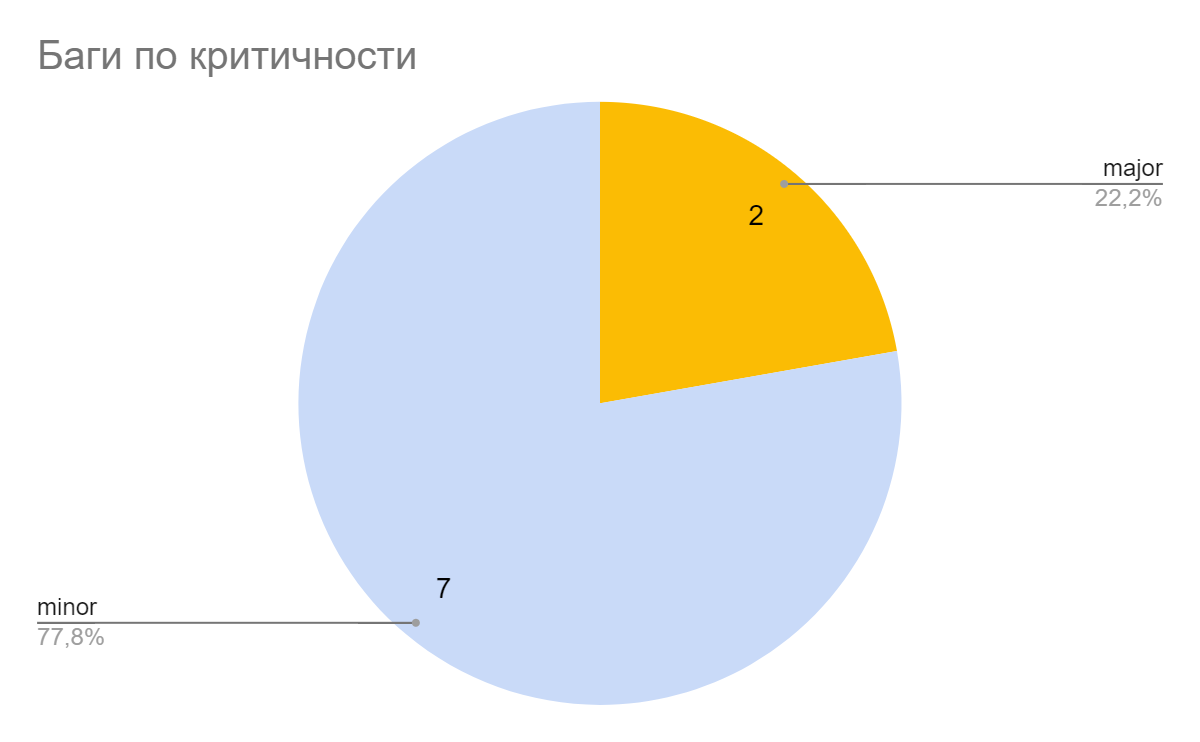 Баги по критичности
major
22,2%
2
7
minor
77,8%